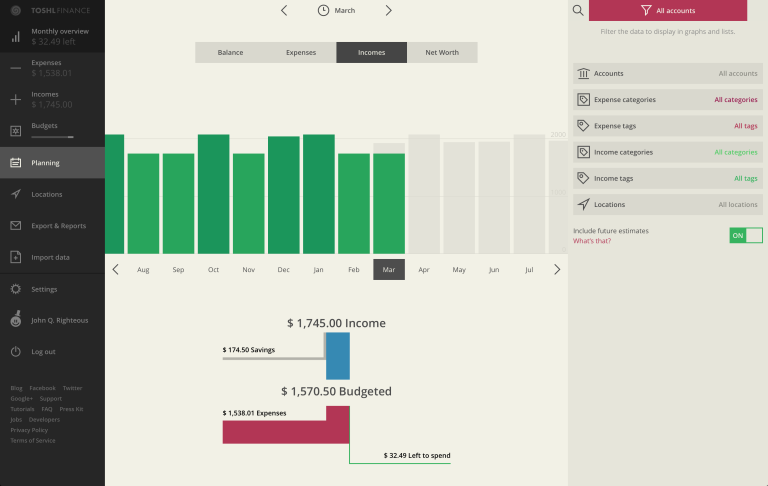 TOSHL FINANCE
Monthly overview
$ 32.49 left
Expenses
$ 1,538.01
Incomes
$ 1,745.00
Budgets
Planning
Locations
Export & Reports
Import data
Settings
John Q. Righteous
Log out
Blog Facebook Twitter
Google+ Support
Tutorials FAQ Press Kit
Jobs Developers
Privacy Policy
Terms of Service
March
Balance Expenses Incomes Net Worth
2000
Aug Sep Oct Nov Dec Jan Feb Mar Apr May Jun Jul
$ 1,745.00 Income
$ 174.50 Savings
$ 1,570.50 Budgeted
$ 1,538.01 Expenses
$ 32.49 Left to spend
All accounts
Filter the data to display in graphs and lists.
Accounts All accounts
Expense categories All categories
Expense tags All tags
Income categories All categories
Income tags All tags
Locations All locations
Include future estimates
What's that?
ON